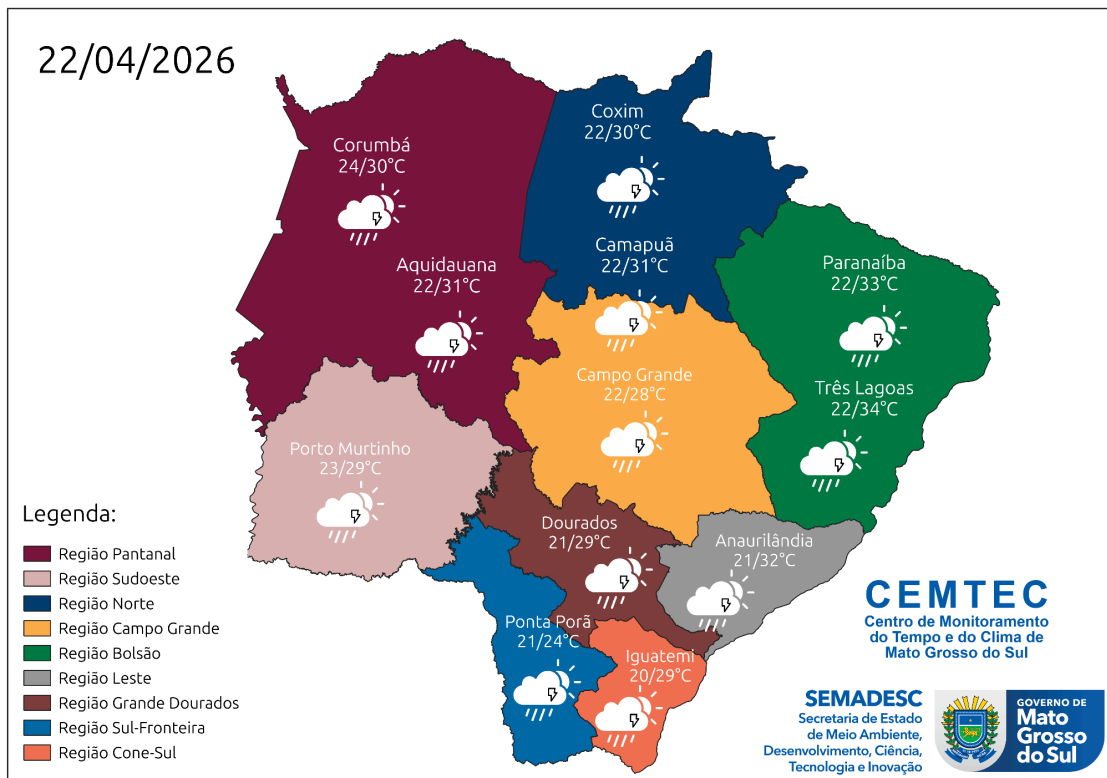 22/04/2026
Coxim
22/30°C
Corumbá
24/30°C
Camapuã
22/31°C
Aquidauana
22/31°C
Paranaíba
22/33°C
Campo Grande
22/28°C
Três Lagoas
22/34°C
Porto Murtinho
23/29°C
Dourados
21/29°C
Anaurilândia
21/32°C
Ponta Porã
21/24°C
Iguatemi
20/29°C
Legenda:
Região Pantanal
Região Sudoeste
Região Norte
Região Campo Grande
Região Bolsão
Região Leste
Região Grande Dourados
Região Sul-Fronteira
Região Cone-Sul
CEMTEC
Centro de Monitoramento
do Tempo e do Clima de
Mato Grosso do Sul
SEMADESC
Secretaria de Estado
de Meio Ambiente,
Desenvolvimento, Ciência,
Tecnologia e Inovação
GOVERNO DE
Mato
Grosso
do Sul